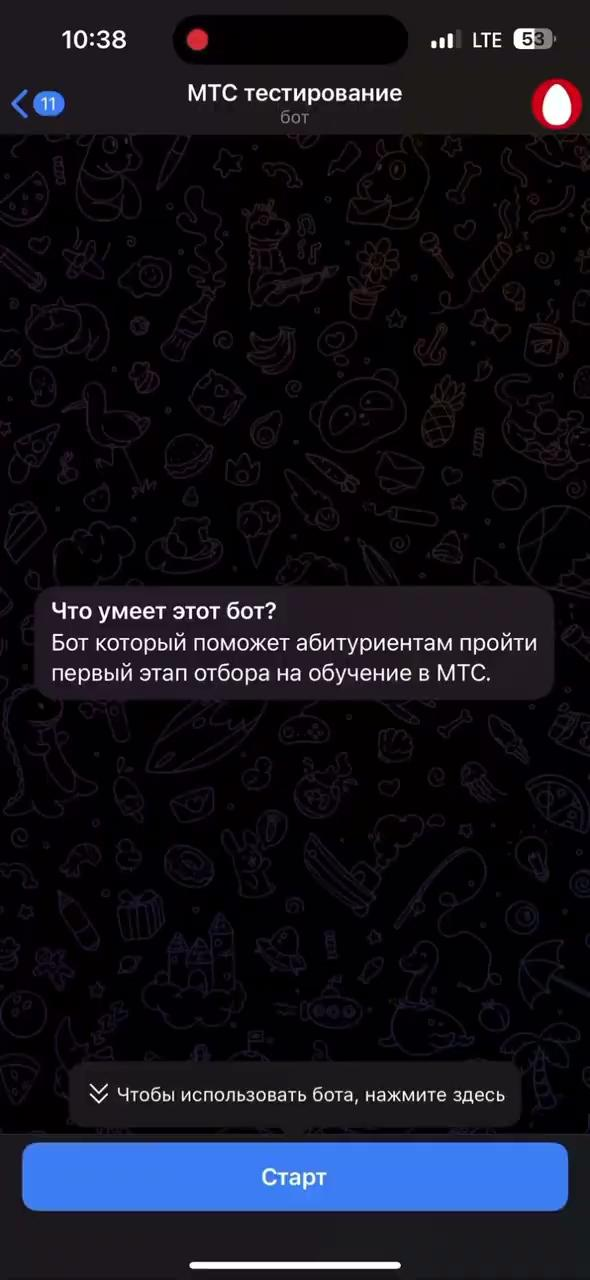 10:38
LTE
53
11
МТС тестирование
бот
Что умеет этот бот?
Бот который поможет абитуриентам пройти
первый этап отбора на обучение в МТС.
Чтобы использовать бота, нажмите здесь
Старт